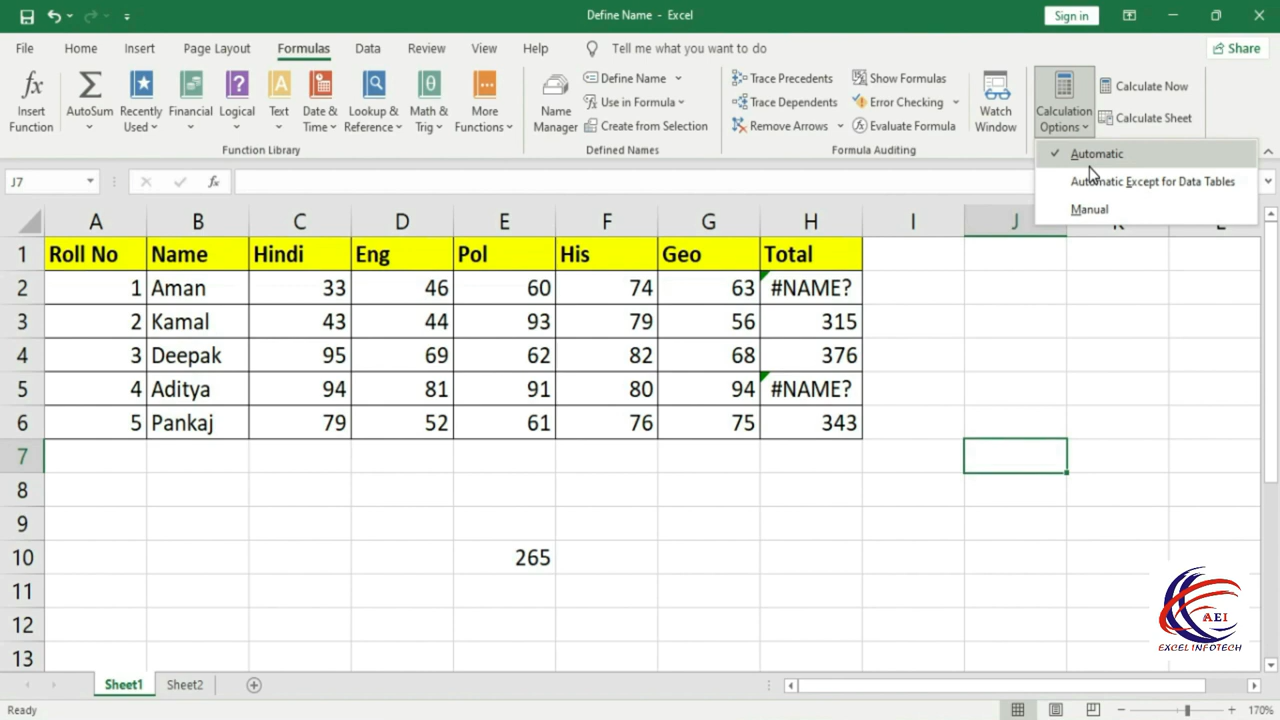 Define Name - Excel
Sign in
File Home Insert Page Layout Formulas Data Review View Help Tell me what you want to do Share
Insert Function
AutoSum
Recently Used
Financial
Logical
Text
Date & Time
Lookup & Reference
Math & Trig
More Functions
Function Library
Name Manager
Define Name
Use in Formula
Create from Selection
Defined Names
Trace Precedents
Trace Dependents
Remove Arrows
Show Formulas
Error Checking
Evaluate Formula
Formula Auditing
Watch Window
Calculation Options
Calculate Now
Calculate Sheet
Automatic
Automatic Except for Data Tables
Manual
J7
fx
A B C D E F G H I J
1 Roll No Name Hindi Eng Pol His Geo Total
2 1 Aman 33 46 60 74 63 #NAME?
3 2 Kamal 43 44 93 79 56 315
4 3 Deepak 95 69 62 82 68 376
5 4 Aditya 94 81 91 80 94 #NAME?
6 5 Pankaj 79 52 61 76 75 343
7
8
9
10 265
11
12
13
AEI
EXCEL INFOTECH
Sheet1 Sheet2
Ready
170%